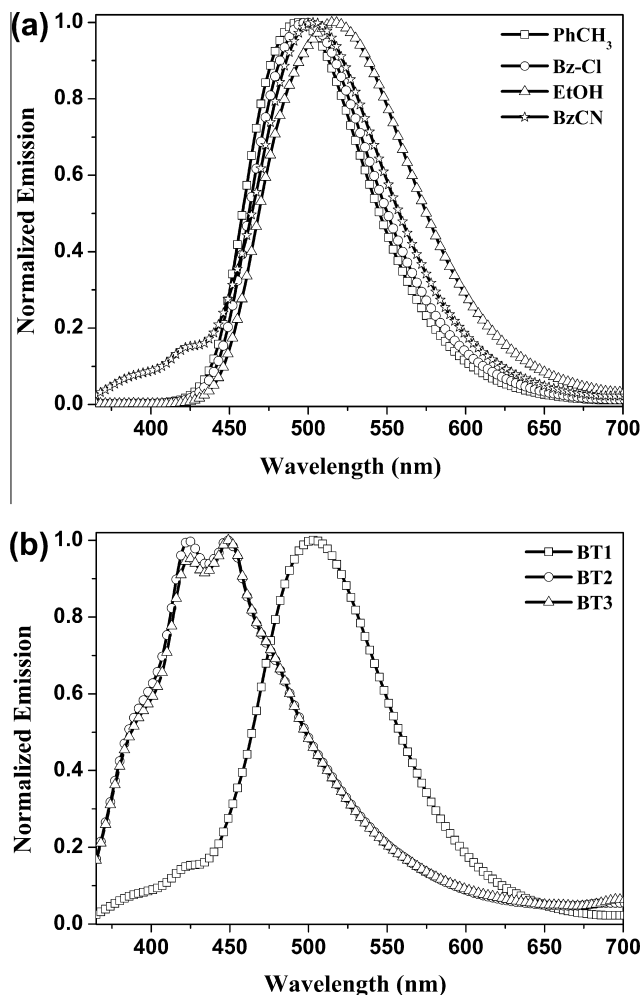 (a)
PhCH₃
Bz-Cl
EtOH
BzCN
Normalized Emission
1.0
0.8
0.6
0.4
0.2
0.0
400 450 500 550 600 650 700
Wavelength (nm)
(b)
BT1
BT2
BT3
Normalized Emission
1.0
0.8
0.6
0.4
0.2
0.0
400 450 500 550 600 650 700
Wavelength (nm)